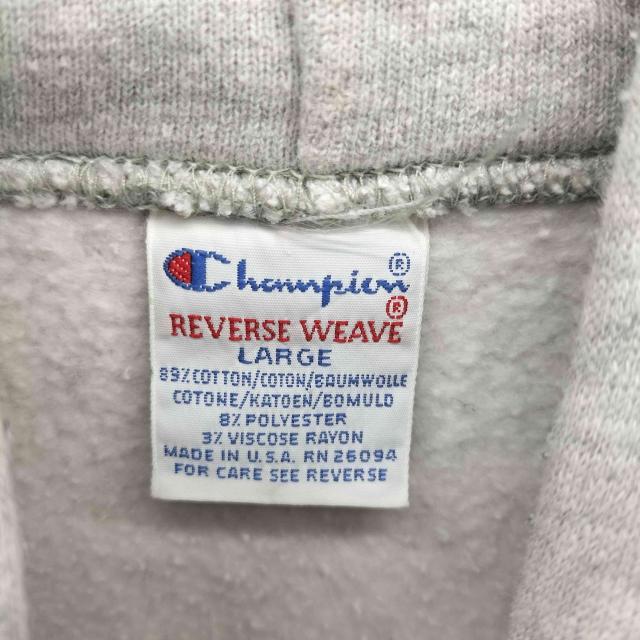 Champion®
REVERSE WEAVE®
LARGE
89% COTTON/COTON/BAUMWOLLE
COTONE/KATOEN/BOMULD
8% POLYESTER
3% VISCOSE RAYON
MADE IN U.S.A. RN 26094
FOR CARE SEE REVERSE